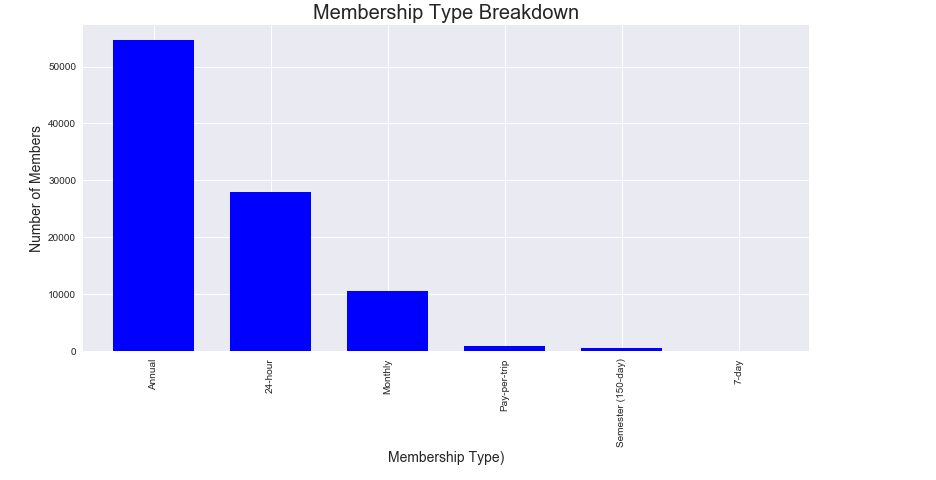 Membership Type Breakdown
Number of Members
50000
40000
30000
20000
10000
0
Annual
24-hour
Monthly
Pay-per-trip
Semester (150-day)
7-day
Membership Type)